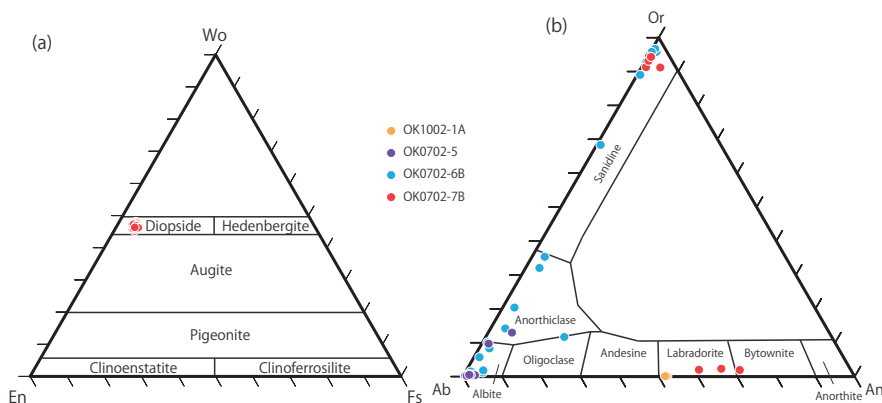 (a)
Wo
Diopside
Hedenbergite
Augite
Pigeonite
Clinoenstatite
Clinoferrosilite
En
Fs
OK1002-1A
OK0702-5
OK0702-6B
OK0702-7B
(b)
Or
Sanidine
Anorthiclase
Oligoclase
Andesine
Labradorite
Bytownite
Ab
Albite
Anorthite
An